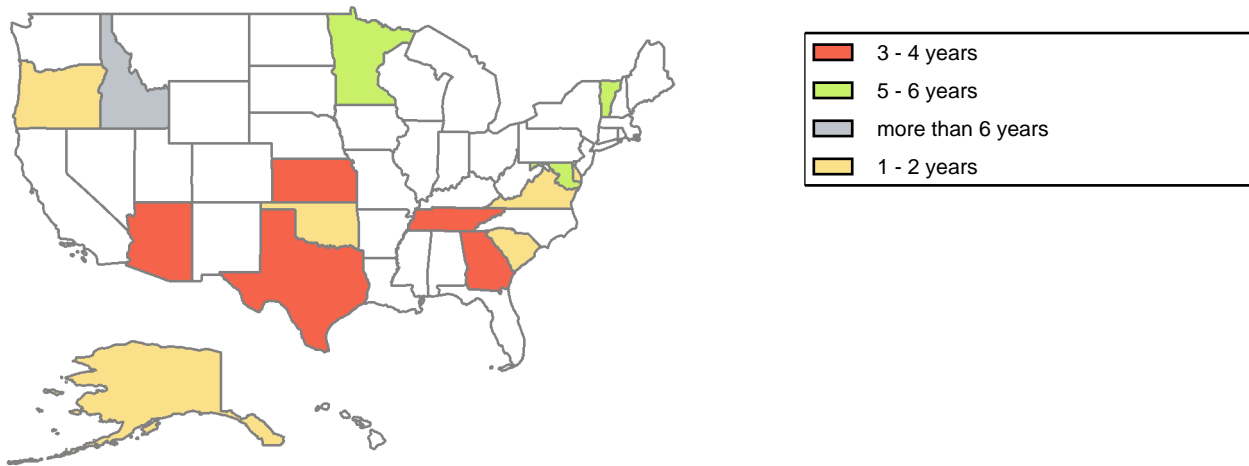 3 - 4 years
5 - 6 years
more than 6 years
1 - 2 years